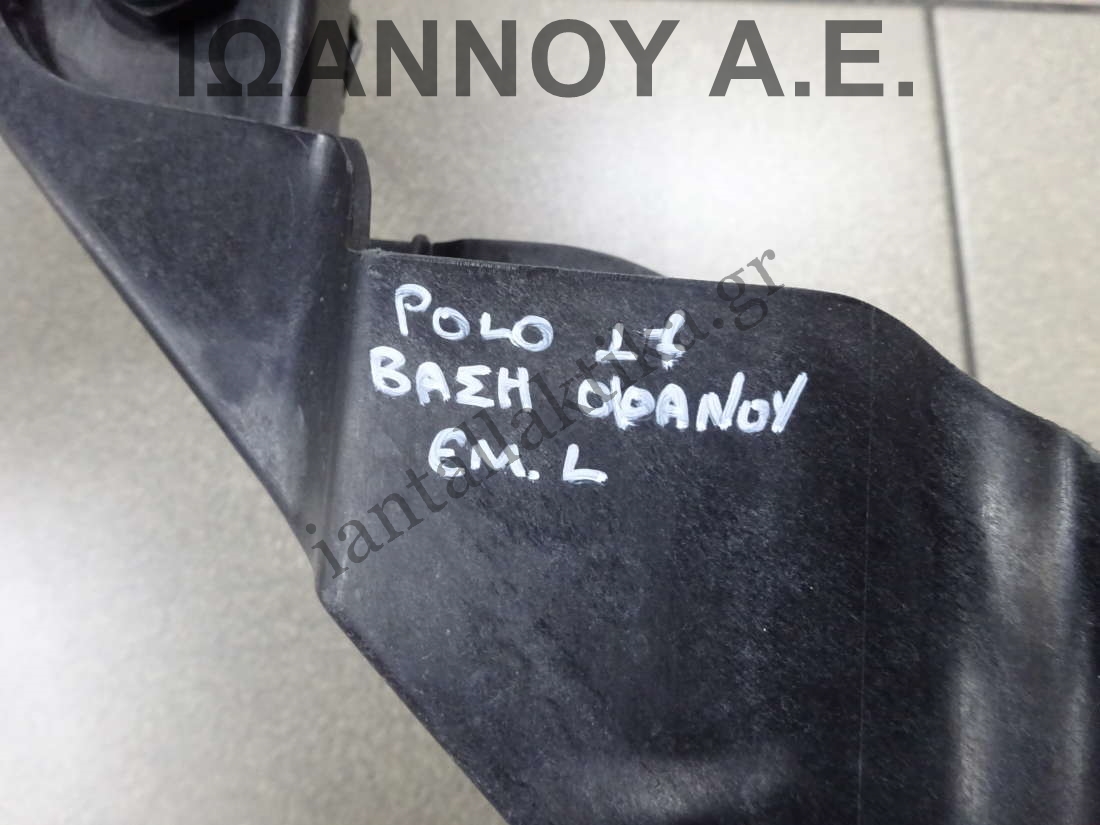 ΙΩΑΝΝΟΥ Α.Ε.
POLO
ΒΑΣΗ ΦΑΝΟΥ
ΕΜ. L
iantallaktika.gr